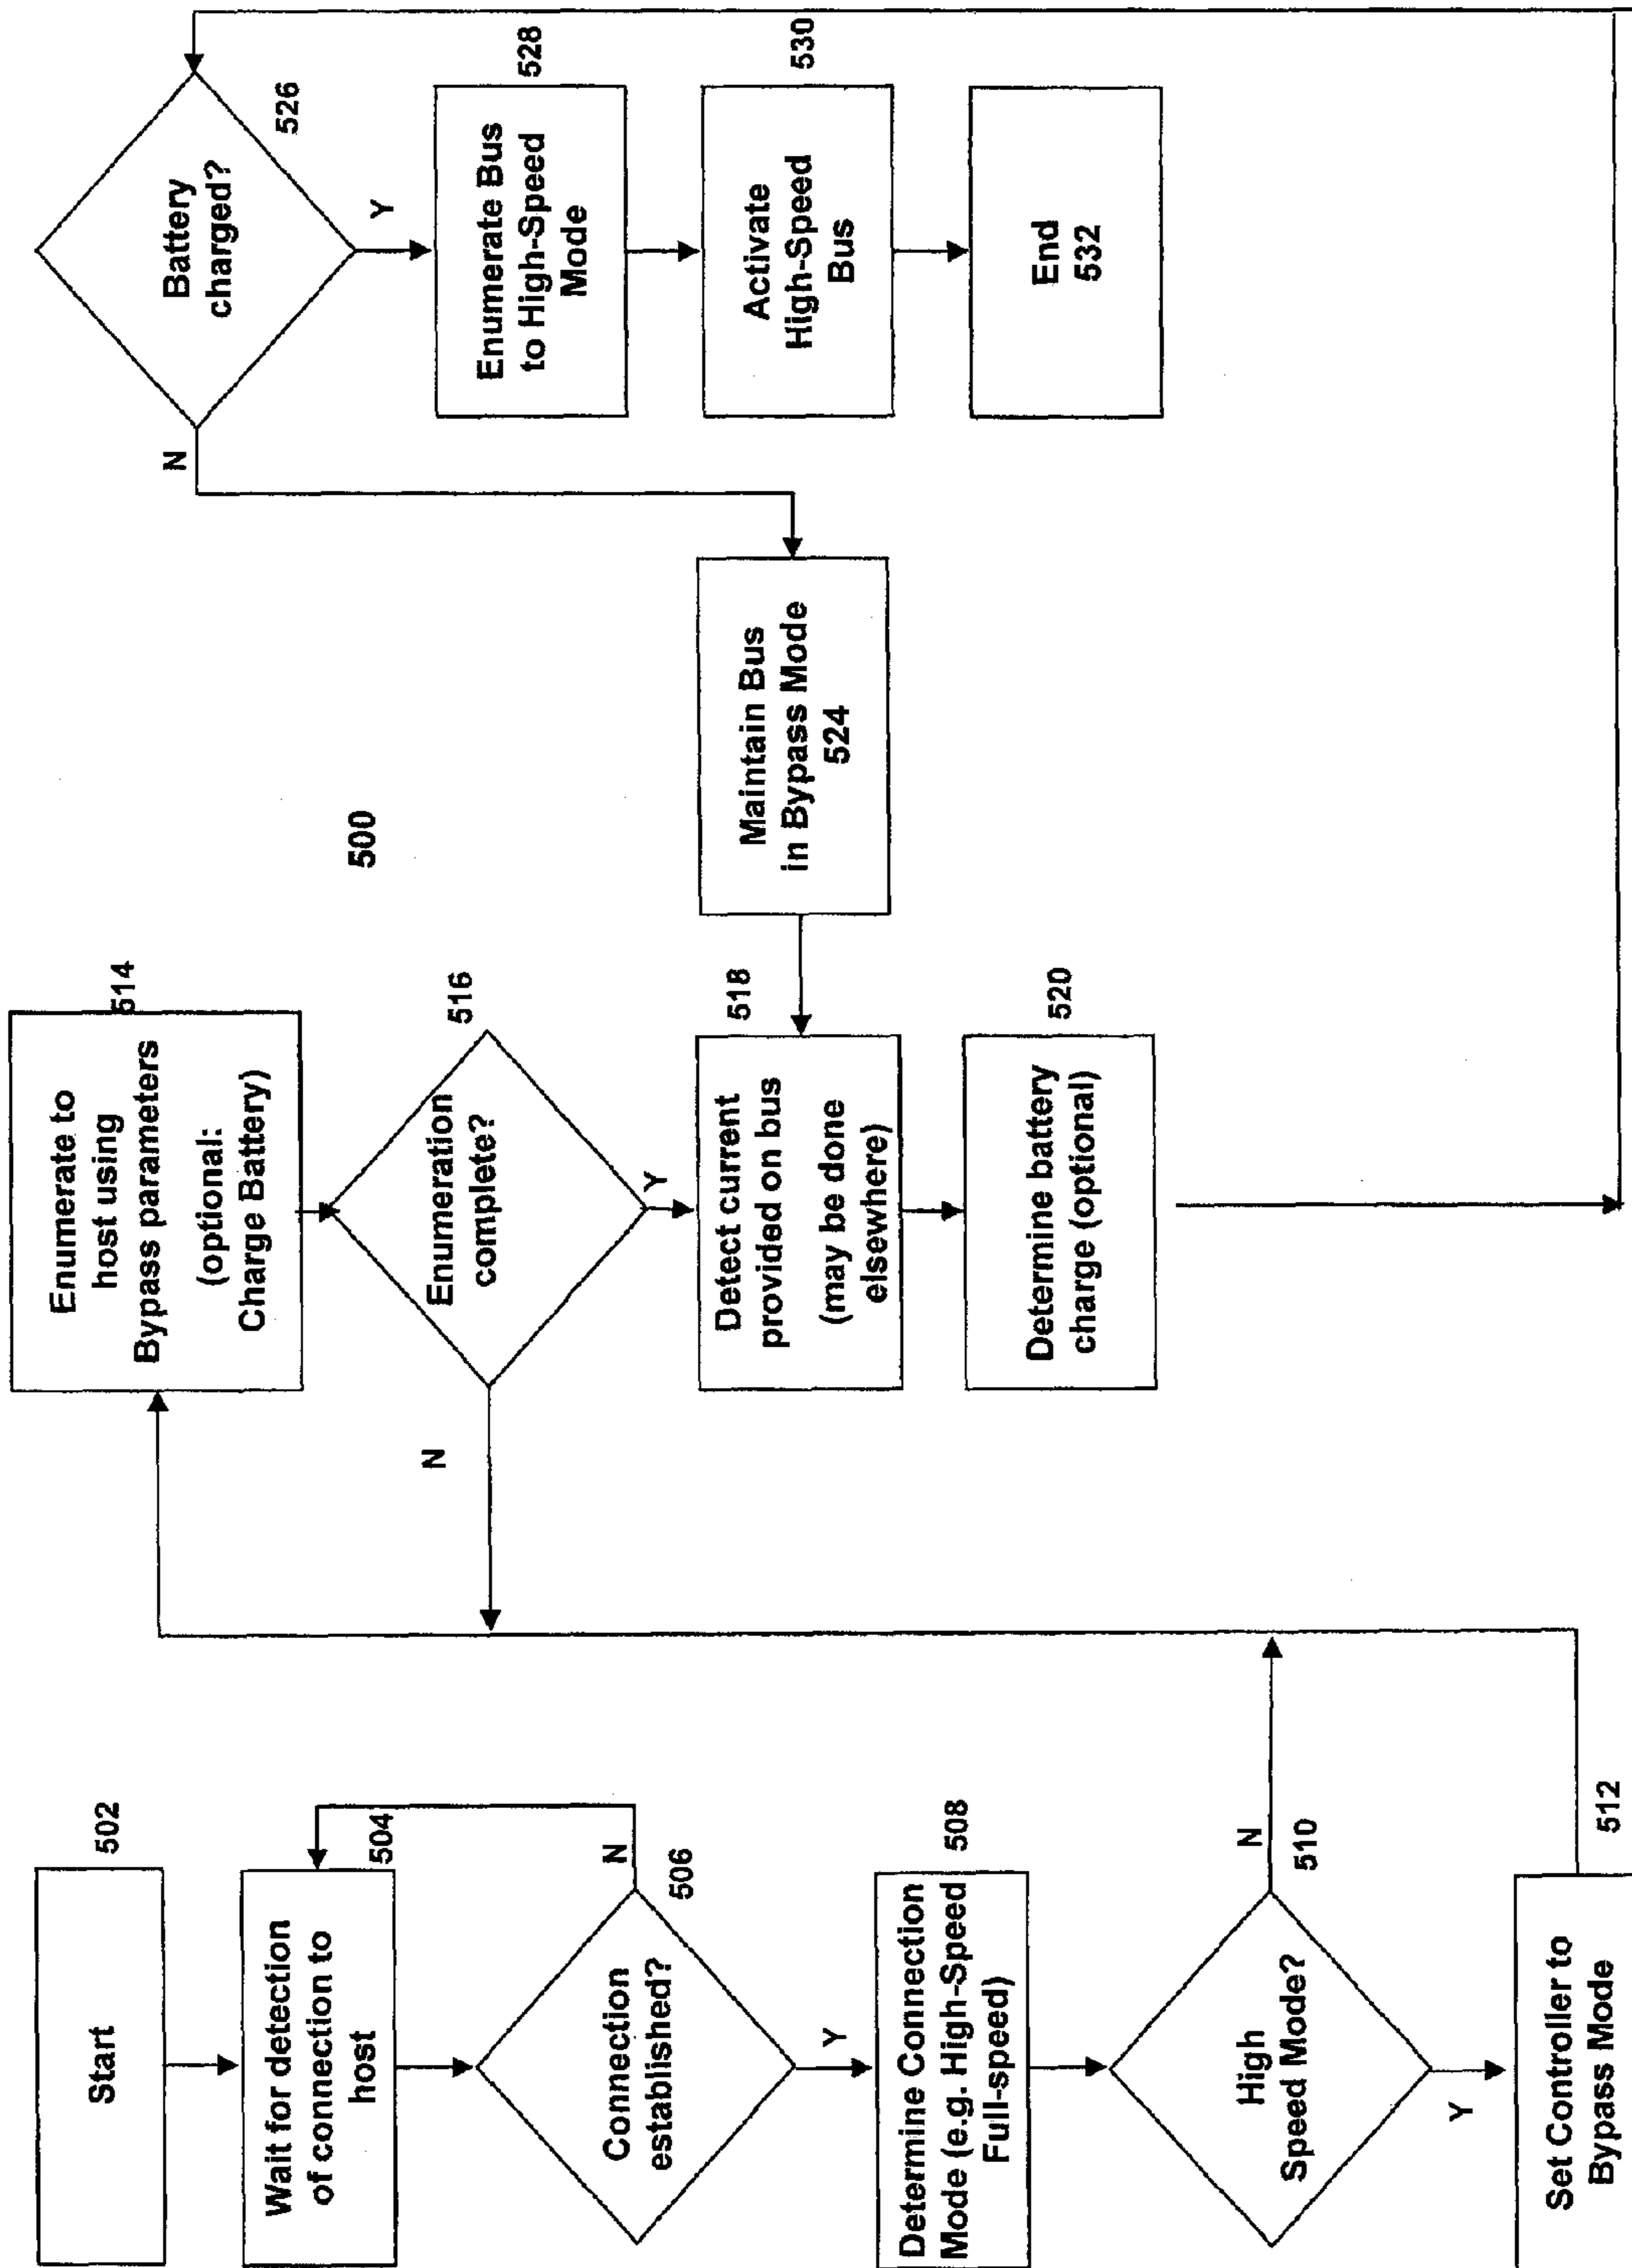 Start
502
Wait for detection
of connection to
host
504
Connection
established?
506
N
Y
Determine Connection
Mode (e.g. High-Speed
Full-speed)
508
High
Speed Mode?
510
N
Y
Set Controller to
Bypass Mode
512
Enumerate to
host using
Bypass parameters
(optional:
Charge Battery)
514
Enumeration
complete?
516
N
Y
Detect current
provided on bus
(may be done
elsewhere)
518
Determine battery
charge (optional)
520
500
Maintain Bus
in Bypass Mode
524
Battery
charged?
526
N
Y
Enumerate Bus
to High-Speed
Mode
528
Activate
High-Speed
Bus
530
End
532